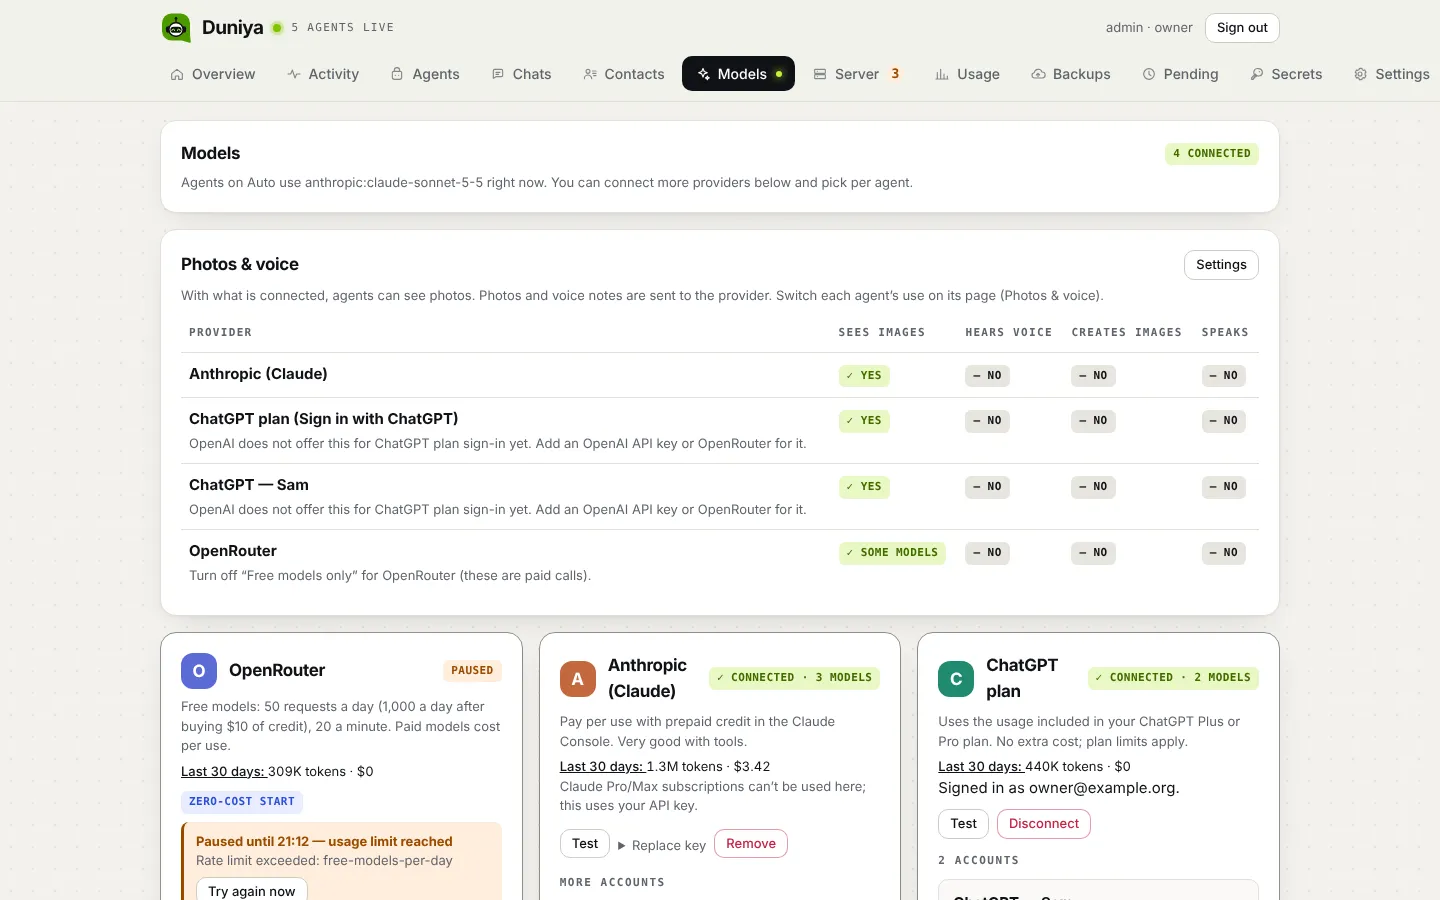 Duniya
5 AGENTS LIVE
admin · owner
Sign out
Overview
Activity
Agents
Chats
Contacts
Models
Server 3
Usage
Backups
Pending
Secrets
Settings
Models
4 CONNECTED
Agents on Auto use anthropic:claude-sonnet-5-5 right now. You can connect more providers below and pick per agent.
Photos & voice
Settings
With what is connected, agents can see photos. Photos and voice notes are sent to the provider. Switch each agent’s use on its page (Photos & voice).
PROVIDER SEES IMAGES HEARS VOICE CREATES IMAGES SPEAKS
Anthropic (Claude) ✓ YES – NO – NO – NO
ChatGPT plan (Sign in with ChatGPT) ✓ YES – NO – NO – NO
OpenAI does not offer this for ChatGPT plan sign-in yet. Add an OpenAI API key or OpenRouter for it.
ChatGPT — Sam ✓ YES – NO – NO – NO
OpenAI does not offer this for ChatGPT plan sign-in yet. Add an OpenAI API key or OpenRouter for it.
OpenRouter ✓ SOME MODELS – NO – NO – NO
Turn off “Free models only” for OpenRouter (these are paid calls).
O
OpenRouter
PAUSED
Free models: 50 requests a day (1,000 a day after
buying $10 of credit), 20 a minute. Paid models cost
per use.
Last 30 days: 309K tokens · $0
ZERO-COST START
Paused until 21:12 — usage limit reached
Rate limit exceeded: free-models-per-day
Try again now
A
Anthropic
(Claude)
✓ CONNECTED · 3 MODELS
Pay per use with prepaid credit in the Claude
Console. Very good with tools.
Last 30 days: 1.3M tokens · $3.42
Claude Pro/Max subscriptions can’t be used here;
this uses your API key.
Test
▶ Replace key
Remove
MORE ACCOUNTS
C
ChatGPT
plan
✓ CONNECTED · 2 MODELS
Uses the usage included in your ChatGPT Plus or
Pro plan. No extra cost; plan limits apply.
Last 30 days: 440K tokens · $0
Signed in as owner@example.org.
Test
Disconnect
2 ACCOUNTS